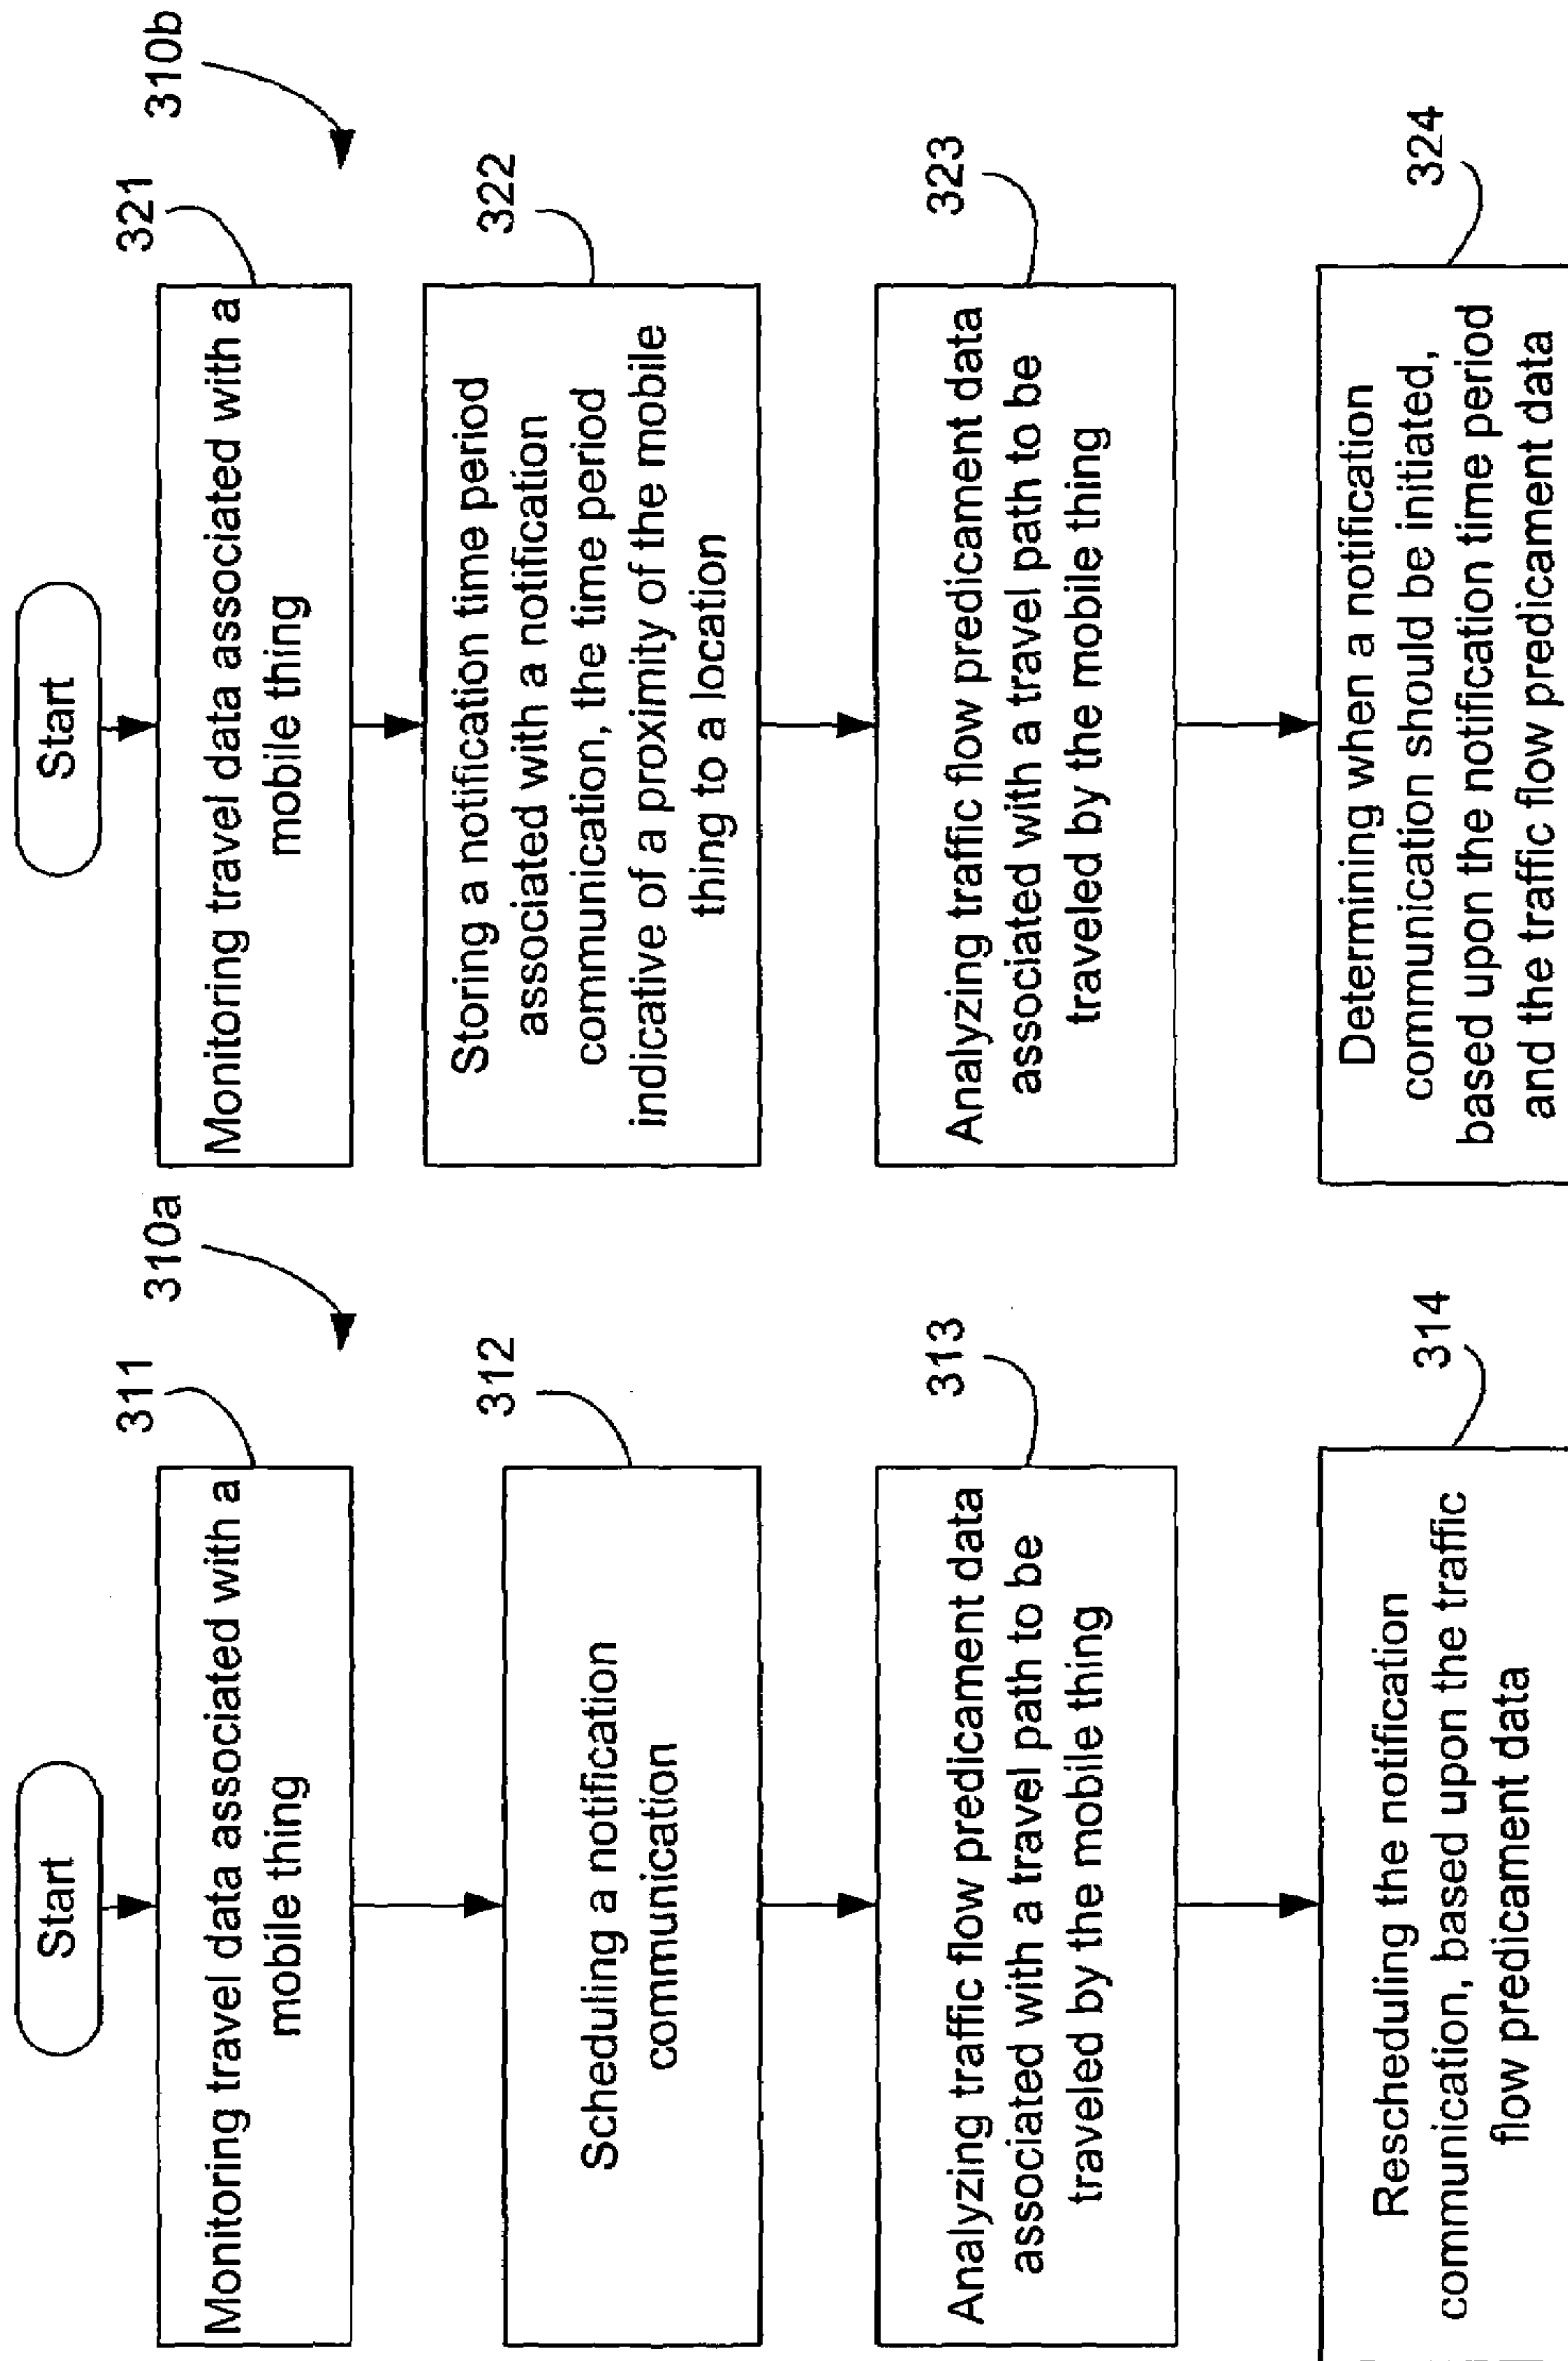 Start
310a
311
Monitoring travel data associated with a
mobile thing
312
Scheduling a notification
communication
313
Analyzing traffic flow predicament data
associated with a travel path to be
traveled by the mobile thing
314
Rescheduling the notification
communication, based upon the traffic
flow predicament data
Start
310b
321
Monitoring travel data associated with a
mobile thing
322
Storing a notification time period
associated with a notification
communication, the time period
indicative of a proximity of the mobile
thing to a location
323
Analyzing traffic flow predicament data
associated with a travel path to be
traveled by the mobile thing
324
Determining when a notification
communication should be initiated,
based upon the notification time period
and the traffic flow predicament data